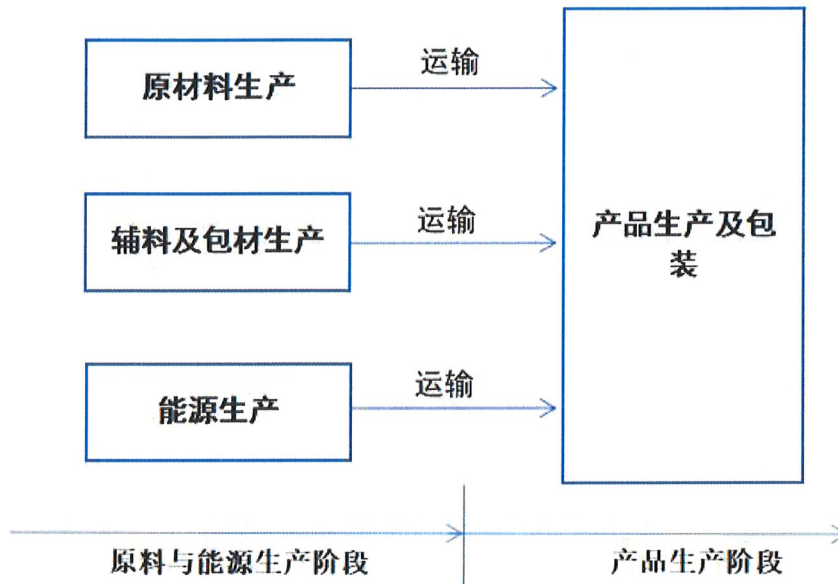 原材料生产
运输
辅料及包材生产
运输
能源生产
运输
产品生产及包
装
原料与能源生产阶段
产品生产阶段